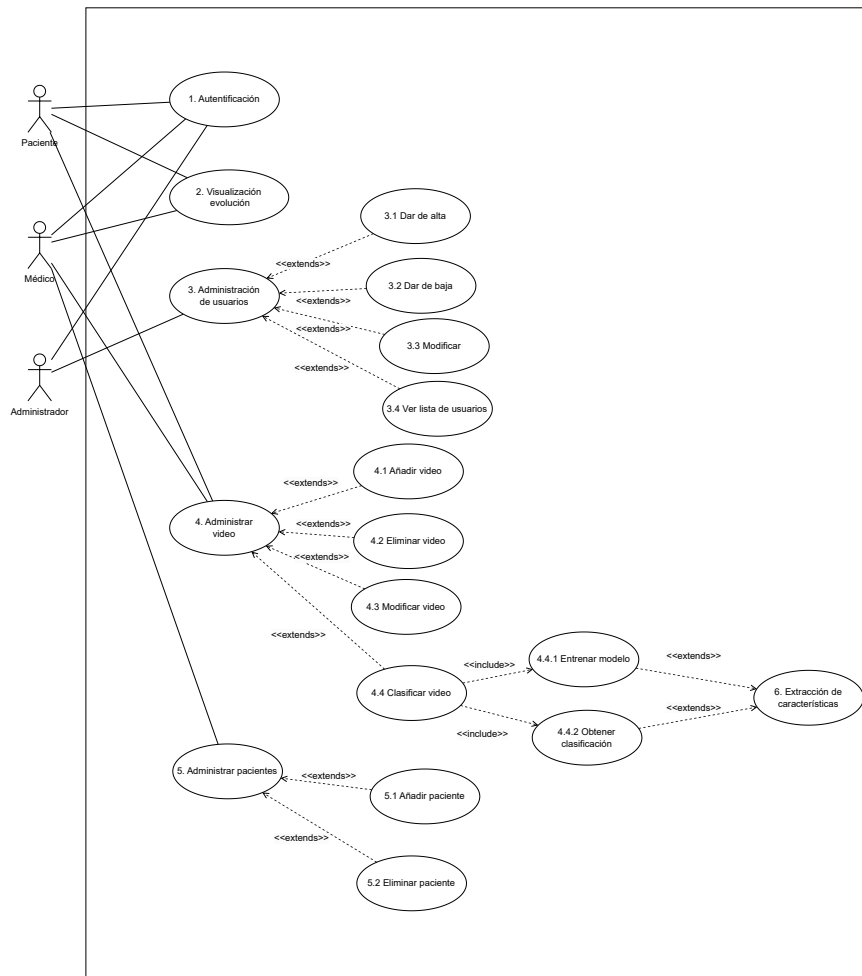 Paciente
Médico
Administrador
1. Autentificación
2. Visualización
evolución
3. Administración
de usuarios
<<extends>>
3.1 Dar de alta
<<extends>>
3.2 Dar de baja
<<extends>>
3.3 Modificar
<<extends>>
3.4 Ver lista de usuarios
4. Administrar
video
<<extends>>
4.1 Añadir video
<<extends>>
4.2 Eliminar video
<<extends>>
4.3 Modificar video
<<extends>>
4.4 Clasificar video
<<include>>
4.4.1 Entrenar modelo
<<extends>>
<<include>>
4.4.2 Obtener
clasificación
<<extends>>
6. Extracción de
características
5. Administrar pacientes
<<extends>>
5.1 Añadir paciente
<<extends>>
5.2 Eliminar paciente